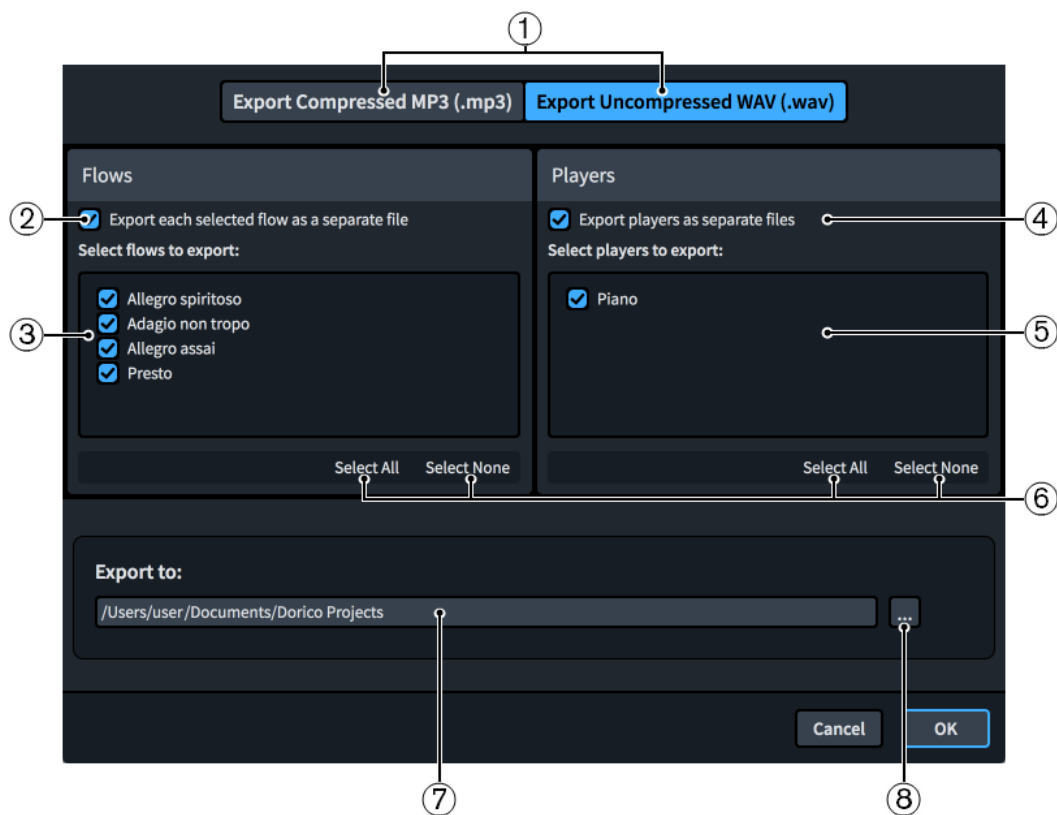 ①
Export Compressed MP3 (.mp3) Export Uncompressed WAV (.wav)
Flows
② Export each selected flow as a separate file
Select flows to export:
Allegro spiritoso
③ Adagio non tropo
Allegro assai
Presto
Select All Select None
Players
Export players as separate files ④
Select players to export:
Piano
⑤
Select All Select None
⑥
Export to:
/Users/user/Documents/Dorico Projects ...
Cancel OK
⑦ ⑧